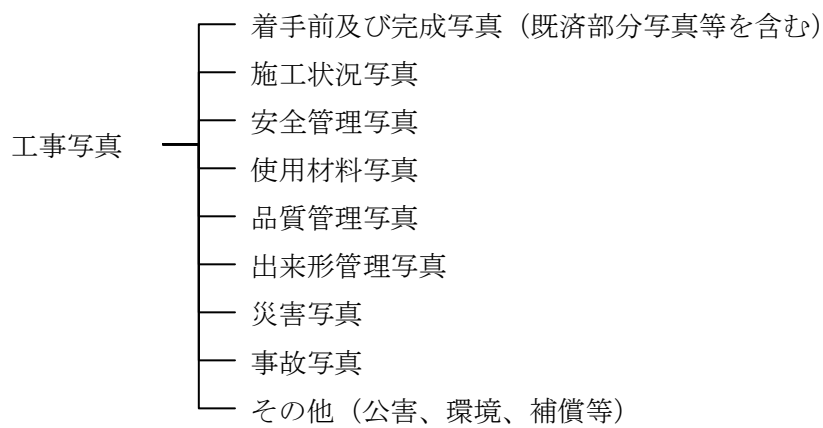 着手前及び完成写真（既済部分写真等を含む）
施工状況写真
安全管理写真
工事写真
使用材料写真
品質管理写真
出来形管理写真
災害写真
事故写真
その他（公害、環境、補償等）